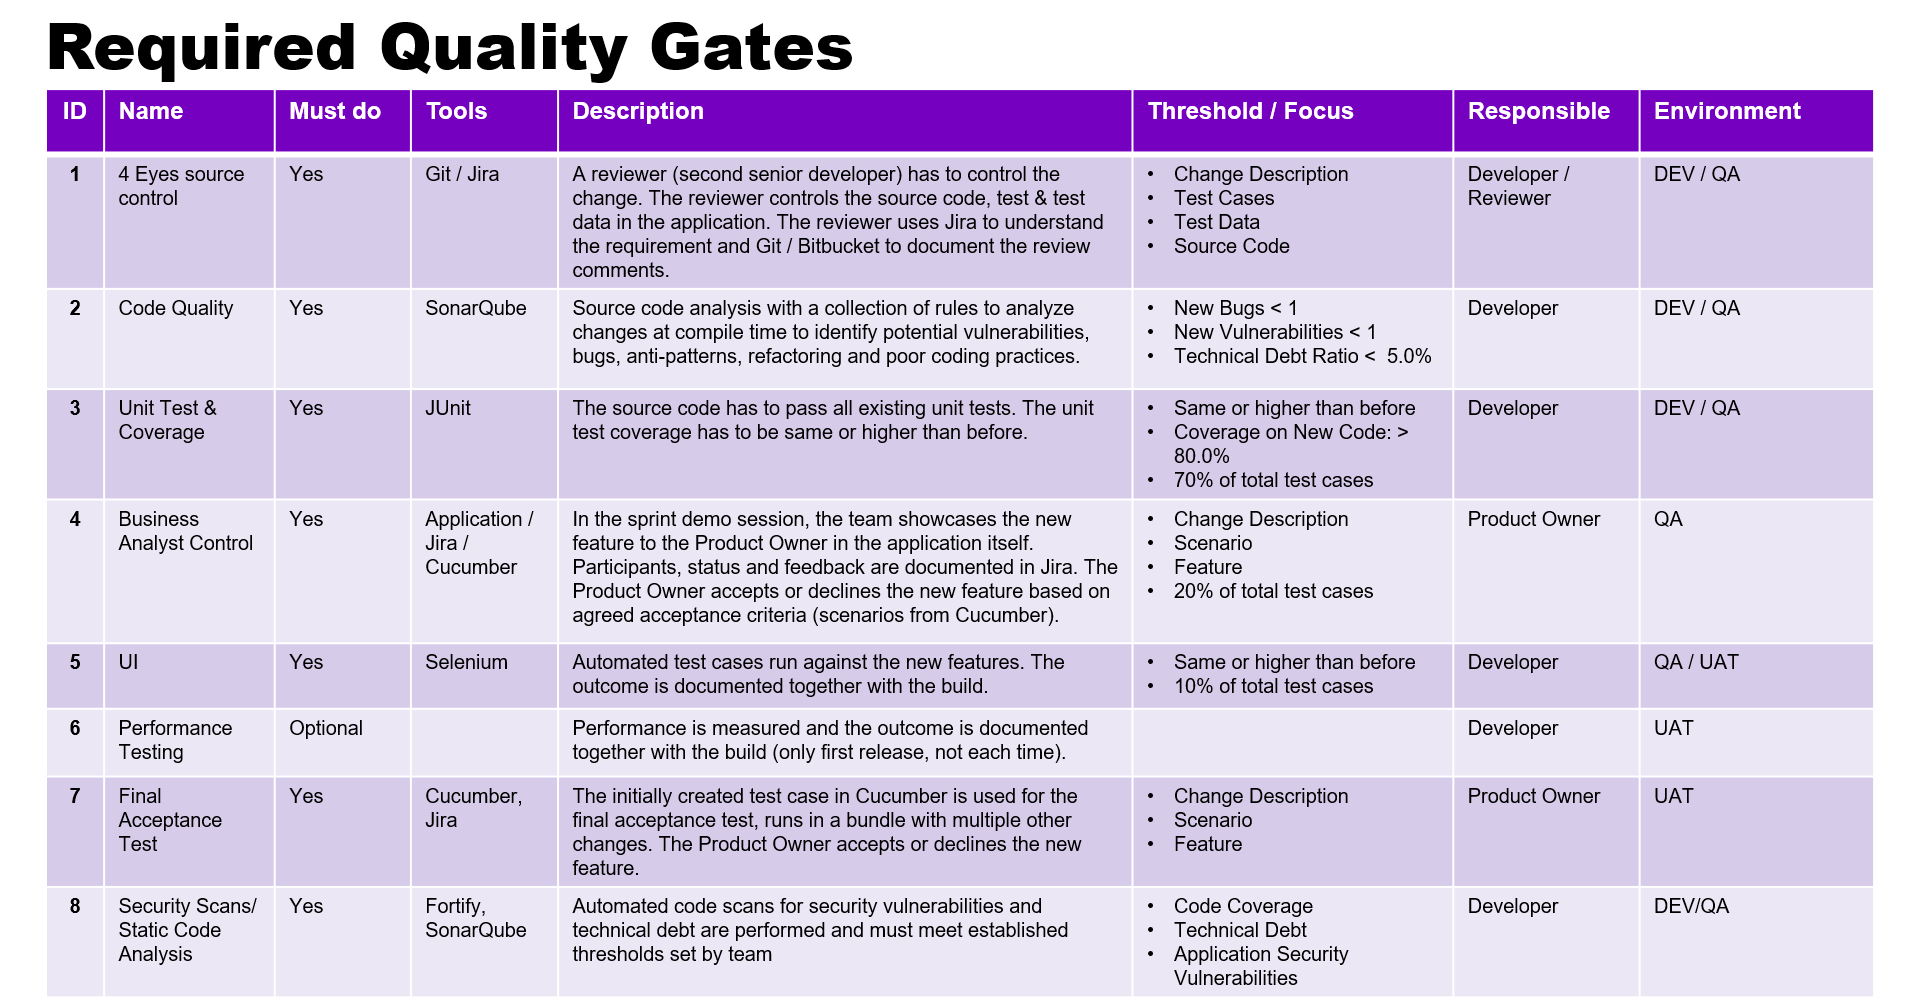 Required Quality Gates
ID Name Must do Tools Description Threshold / Focus Responsible Environment
1 4 Eyes source Yes Git / Jira A reviewer (second senior developer) has to control the • Change Description Developer / DEV / QA
control change. The reviewer controls the source code, test & test • Test Cases Reviewer
data in the application. The reviewer uses Jira to understand • Test Data
the requirement and Git / Bitbucket to document the review • Source Code
comments.
2 Code Quality Yes SonarQube Source code analysis with a collection of rules to analyze • New Bugs < 1 Developer DEV / QA
changes at compile time to identify potential vulnerabilities, • New Vulnerabilities < 1
bugs, anti-patterns, refactoring and poor coding practices. • Technical Debt Ratio < 5.0%
3 Unit Test & Yes JUnit The source code has to pass all existing unit tests. The unit • Same or higher than before Developer DEV / QA
Coverage test coverage has to be same or higher than before. • Coverage on New Code: >
80.0%
• 70% of total test cases
4 Business Yes Application / In the sprint demo session, the team showcases the new • Change Description Product Owner QA
Analyst Control Jira / feature to the Product Owner in the application itself. • Scenario
Cucumber Participants, status and feedback are documented in Jira. The • Feature
Product Owner accepts or declines the new feature based on • 20% of total test cases
agreed acceptance criteria (scenarios from Cucumber).
5 UI Yes Selenium Automated test cases run against the new features. The • Same or higher than before Developer QA / UAT
outcome is documented together with the build. • 10% of total test cases
6 Performance Optional Performance is measured and the outcome is documented Developer UAT
Testing together with the build (only first release, not each time).
7 Final Yes Cucumber, The initially created test case in Cucumber is used for the • Change Description Product Owner UAT
Acceptance Jira final acceptance test, runs in a bundle with multiple other • Scenario
Test changes. The Product Owner accepts or declines the new • Feature
feature.
8 Security Scans/ Yes Fortify, Automated code scans for security vulnerabilities and • Code Coverage Developer DEV/QA
Static Code SonarQube technical debt are performed and must meet established • Technical Debt
Analysis thresholds set by team • Application Security
Vulnerabilities